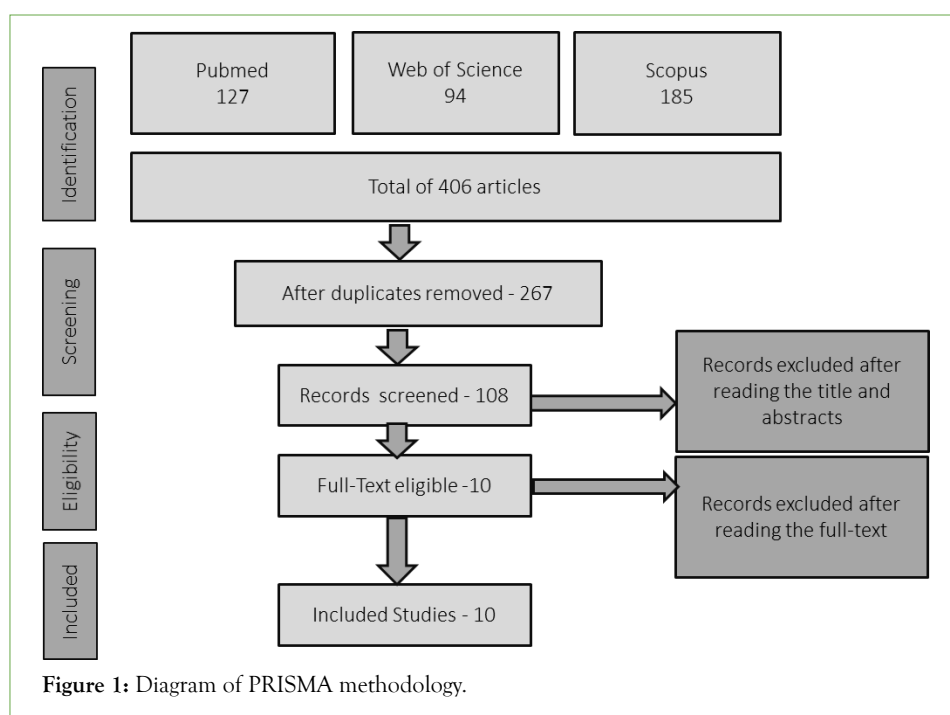 Identification
Pubmed
127
Web of Science
94
Scopus
185
Total of 406 articles
Screening
After duplicates removed - 267
Records screened - 108
Records excluded after
reading the title and
abstracts
Eligibility
Full-Text eligible -10
Records excluded after
reading the full-text
Included
Included Studies - 10
Figure 1: Diagram of PRISMA methodology.